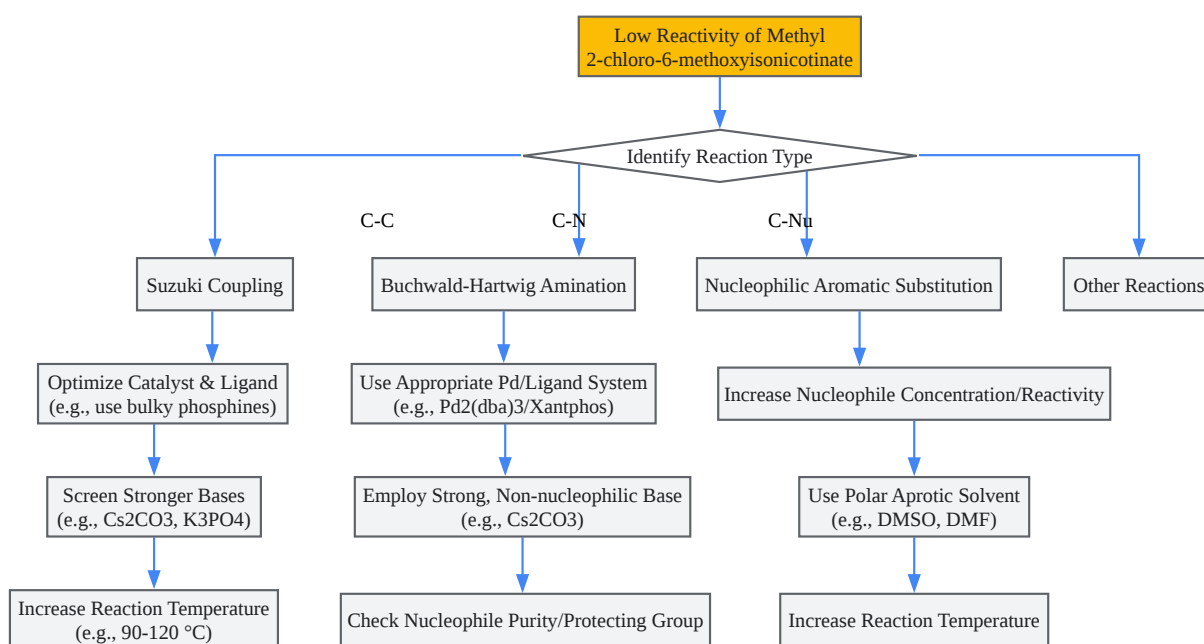 Low Reactivity of Methyl
2-chloro-6-methoxyisonicotinate
Identify Reaction Type
C-C
C-N
C-Nu
Suzuki Coupling
Buchwald-Hartwig Amination
Nucleophilic Aromatic Substitution
Other Reactions
Optimize Catalyst & Ligand
(e.g., use bulky phosphines)
Use Appropriate Pd/Ligand System
(e.g., Pd2(dba)3/Xantphos)
Increase Nucleophile Concentration/Reactivity
Screen Stronger Bases
(e.g., Cs2CO3, K3PO4)
Employ Strong, Non-nucleophilic Base
(e.g., Cs2CO3)
Use Polar Aprotic Solvent
(e.g., DMSO, DMF)
Increase Reaction Temperature
(e.g., 90-120 °C)
Check Nucleophile Purity/Protecting Group
Increase Reaction Temperature